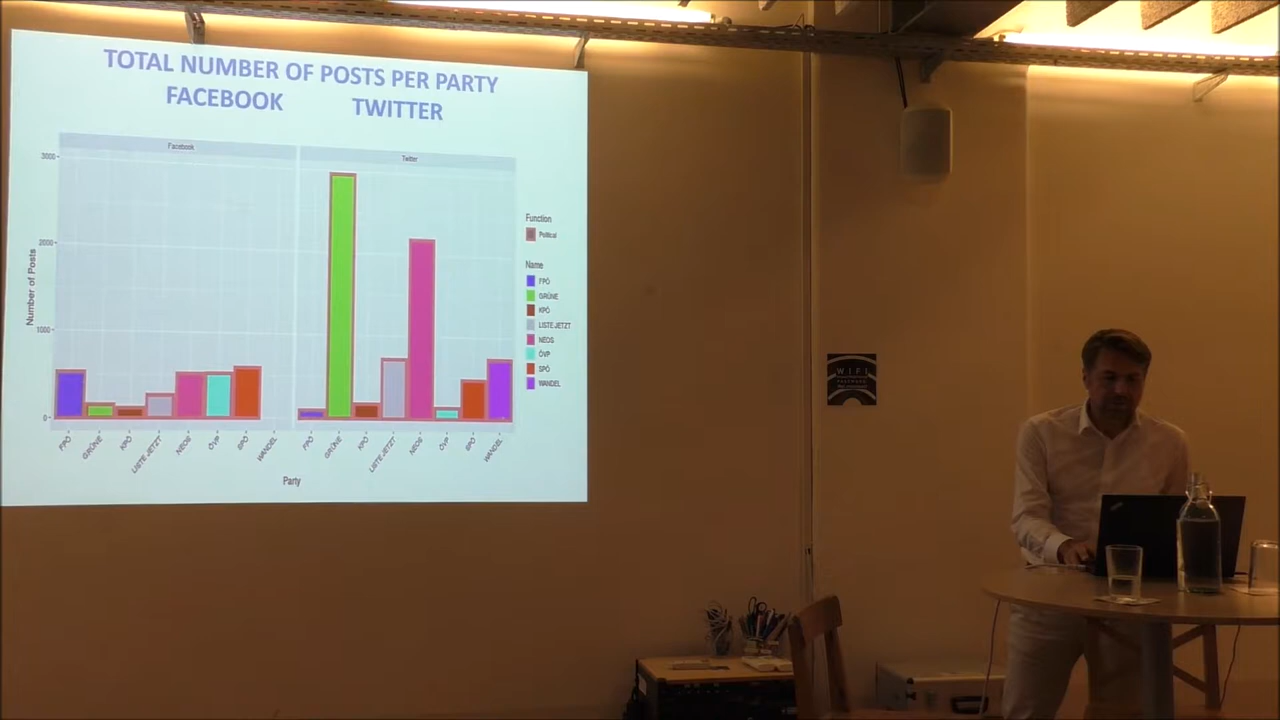 TOTAL NUMBER OF POSTS PER PARTY
FACEBOOK TWITTER
Facebook
Twitter
Number of Posts
3000
2000
1000
0
FPÖ
GRÜNE
KPÖ
LISTE JETZT
NEOS
ÖVP
SPÖ
WANDEL
FPÖ
GRÜNE
KPÖ
LISTE JETZT
NEOS
ÖVP
SPÖ
WANDEL
Party
Function
Political
Name
FPÖ
GRÜNE
KPÖ
LISTE JETZT
NEOS
ÖVP
SPÖ
WANDEL
WIFI
PASSWORD